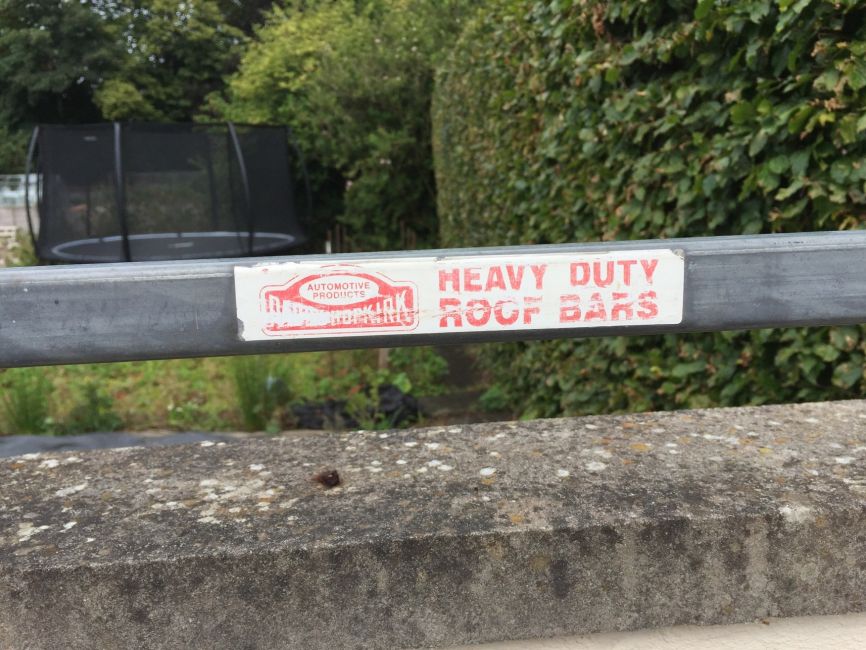 AUTOMOTIVE
PRODUCTS
HEAVY DUTY
ROOF BARS